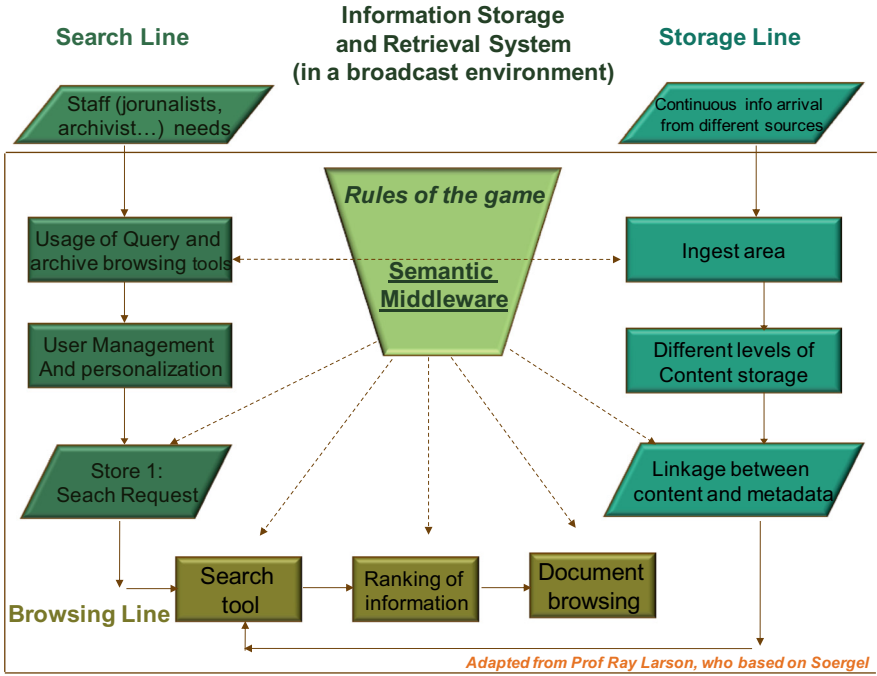 Information Storage
and Retrieval System
(in a broadcast environment)
Search Line
Storage Line
Staff (jorunalists,
archivist…) needs
Continuous info arrival
from different sources
Rules of the game
Semantic
Middleware
Usage of Query and
archive browsing tools
Ingest area
User Management
And personalization
Different levels of
Content storage
Store 1:
Seach Request
Linkage between
content and metadata
Browsing Line
Search
tool
Ranking of
information
Document
browsing
Adapted from Prof Ray Larson, who based on Soergel